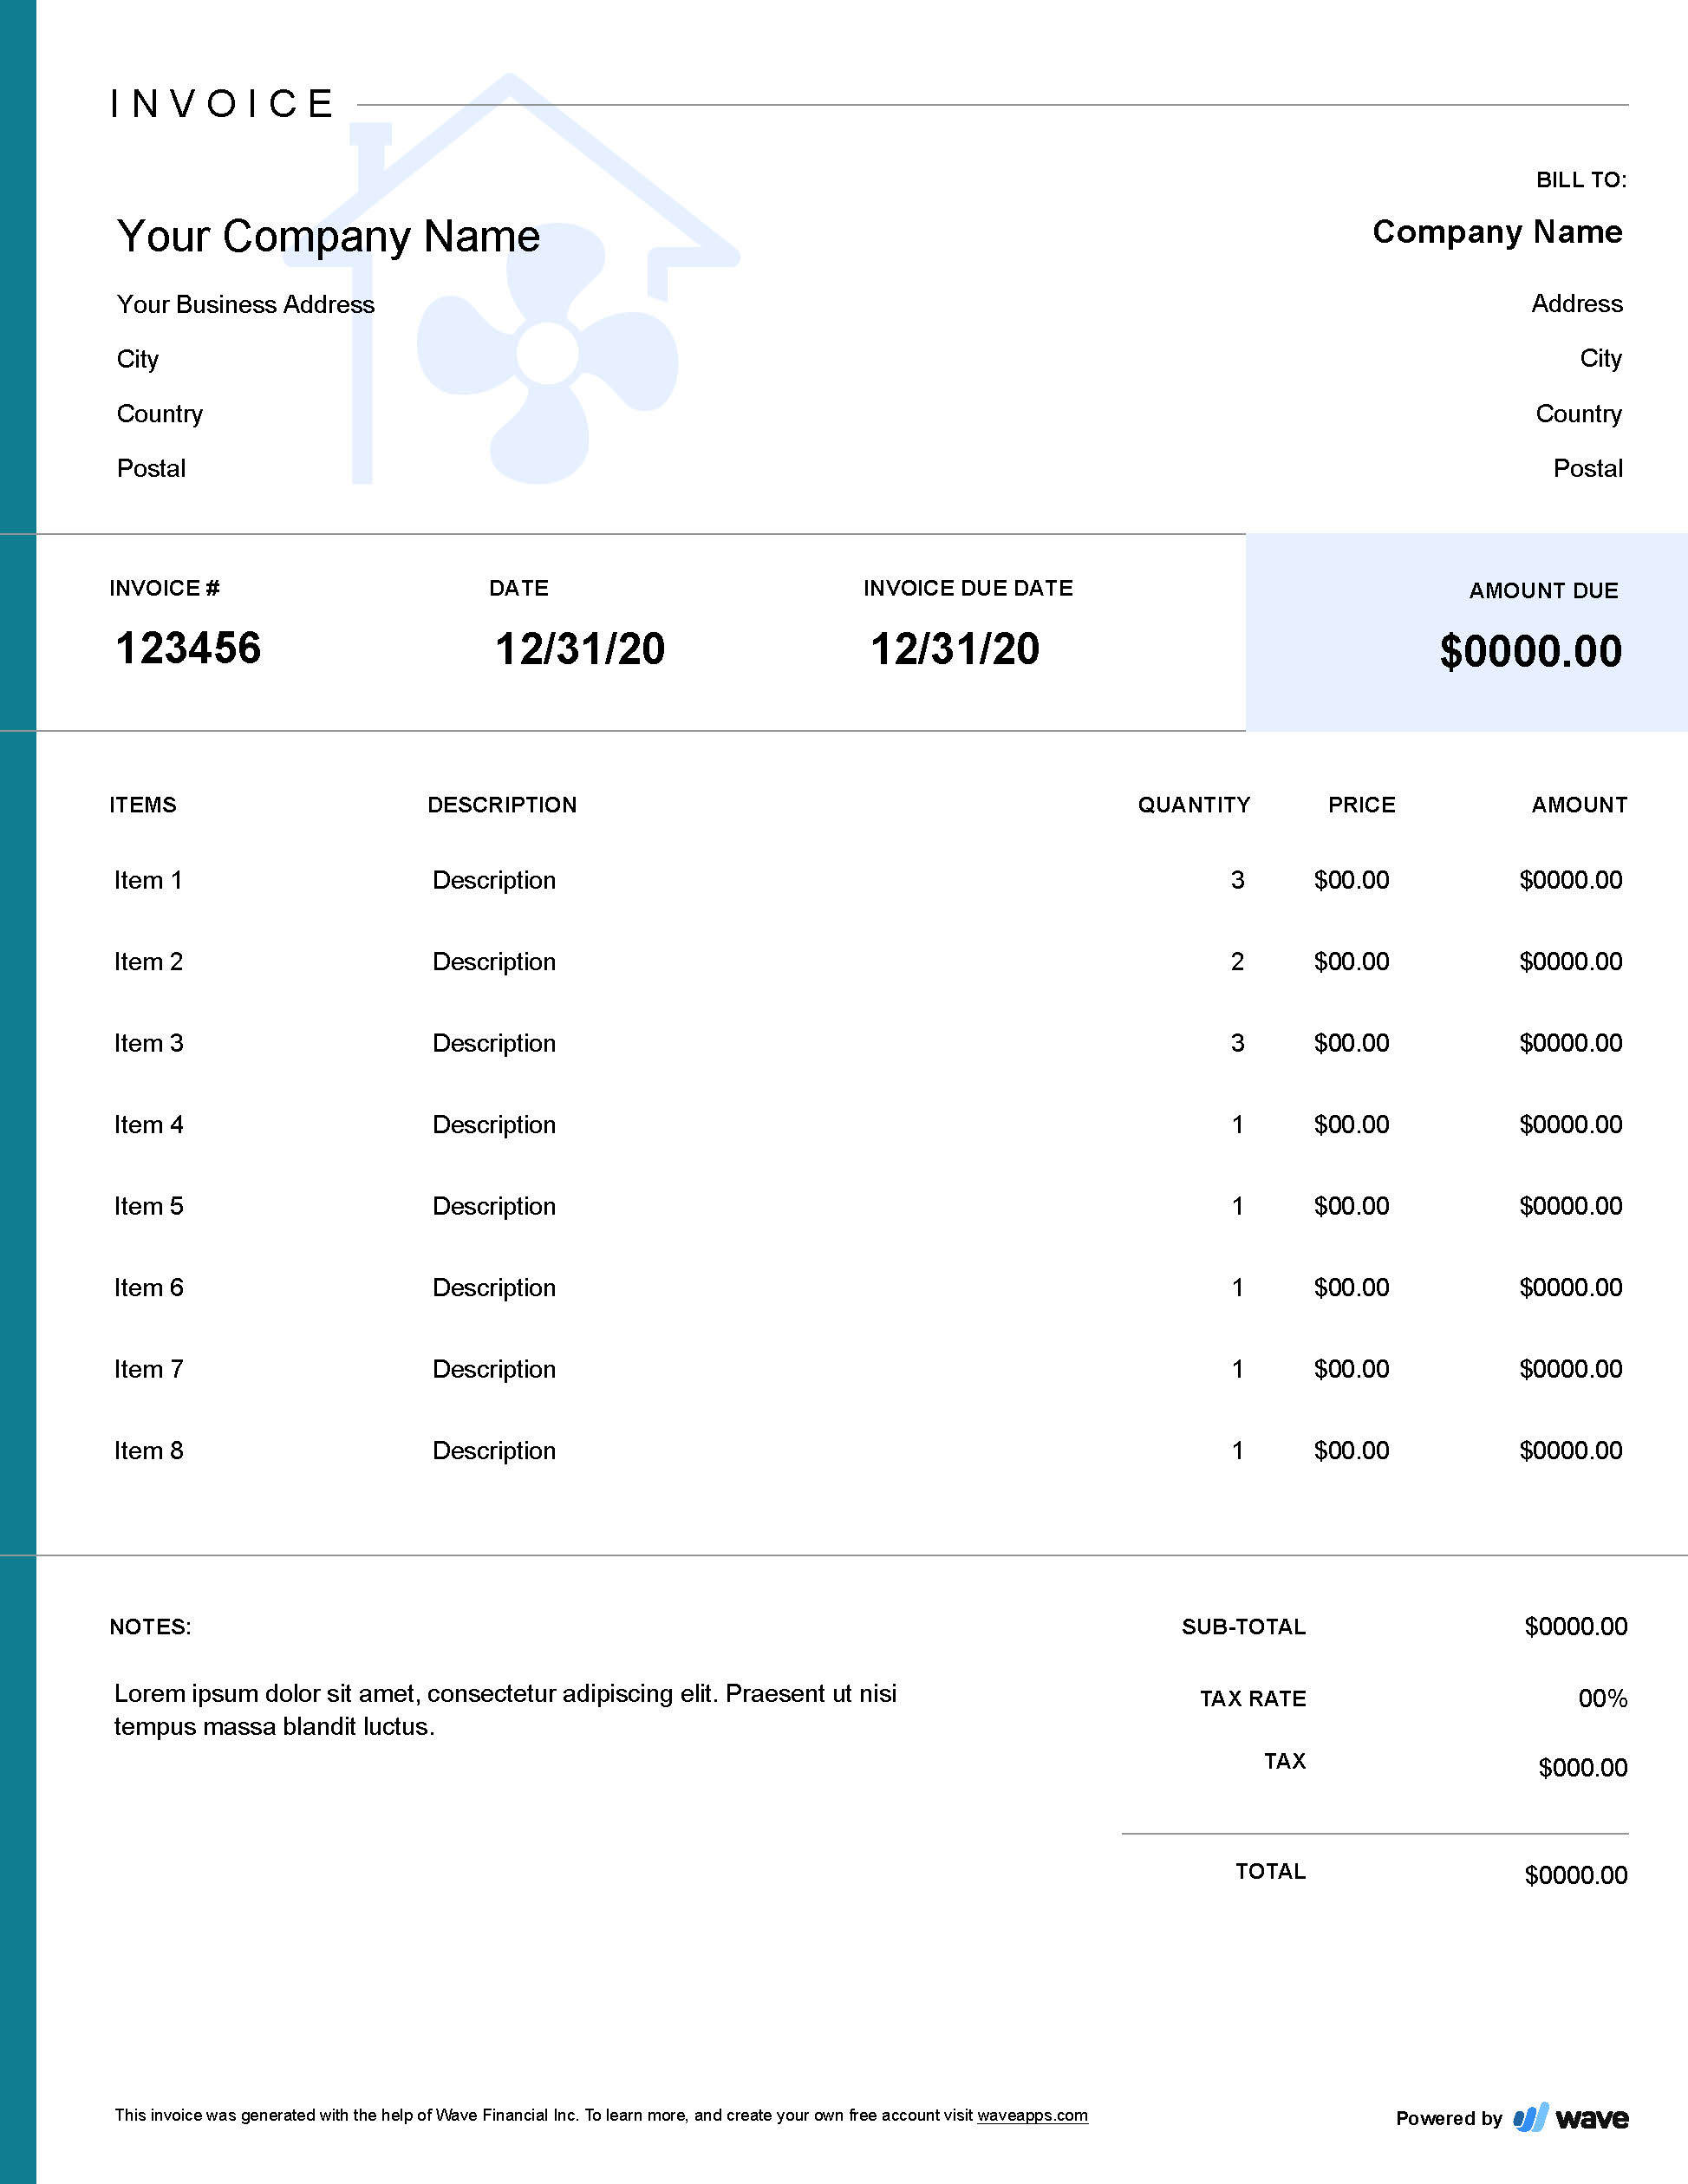 INVOICE
BILL TO:
Your Company Name
Company Name
Your Business Address
Address
City
City
Country
Country
Postal
Postal
INVOICE # DATE INVOICE DUE DATE AMOUNT DUE
123456 12/31/20 12/31/20 $0000.00
ITEMS DESCRIPTION QUANTITY PRICE AMOUNT
Item 1 Description 3 $00.00 $0000.00
Item 2 Description 2 $00.00 $0000.00
Item 3 Description 3 $00.00 $0000.00
Item 4 Description 1 $00.00 $0000.00
Item 5 Description 1 $00.00 $0000.00
Item 6 Description 1 $00.00 $0000.00
Item 7 Description 1 $00.00 $0000.00
Item 8 Description 1 $00.00 $0000.00
NOTES:
Lorem ipsum dolor sit amet, consectetur adipiscing elit. Praesent ut nisi
tempus massa blandit luctus.
SUB-TOTAL $0000.00
TAX RATE 00%
TAX $000.00
TOTAL $0000.00
This invoice was generated with the help of Wave Financial Inc. To learn more, and create your own free account visit waveapps.com
Powered by wave